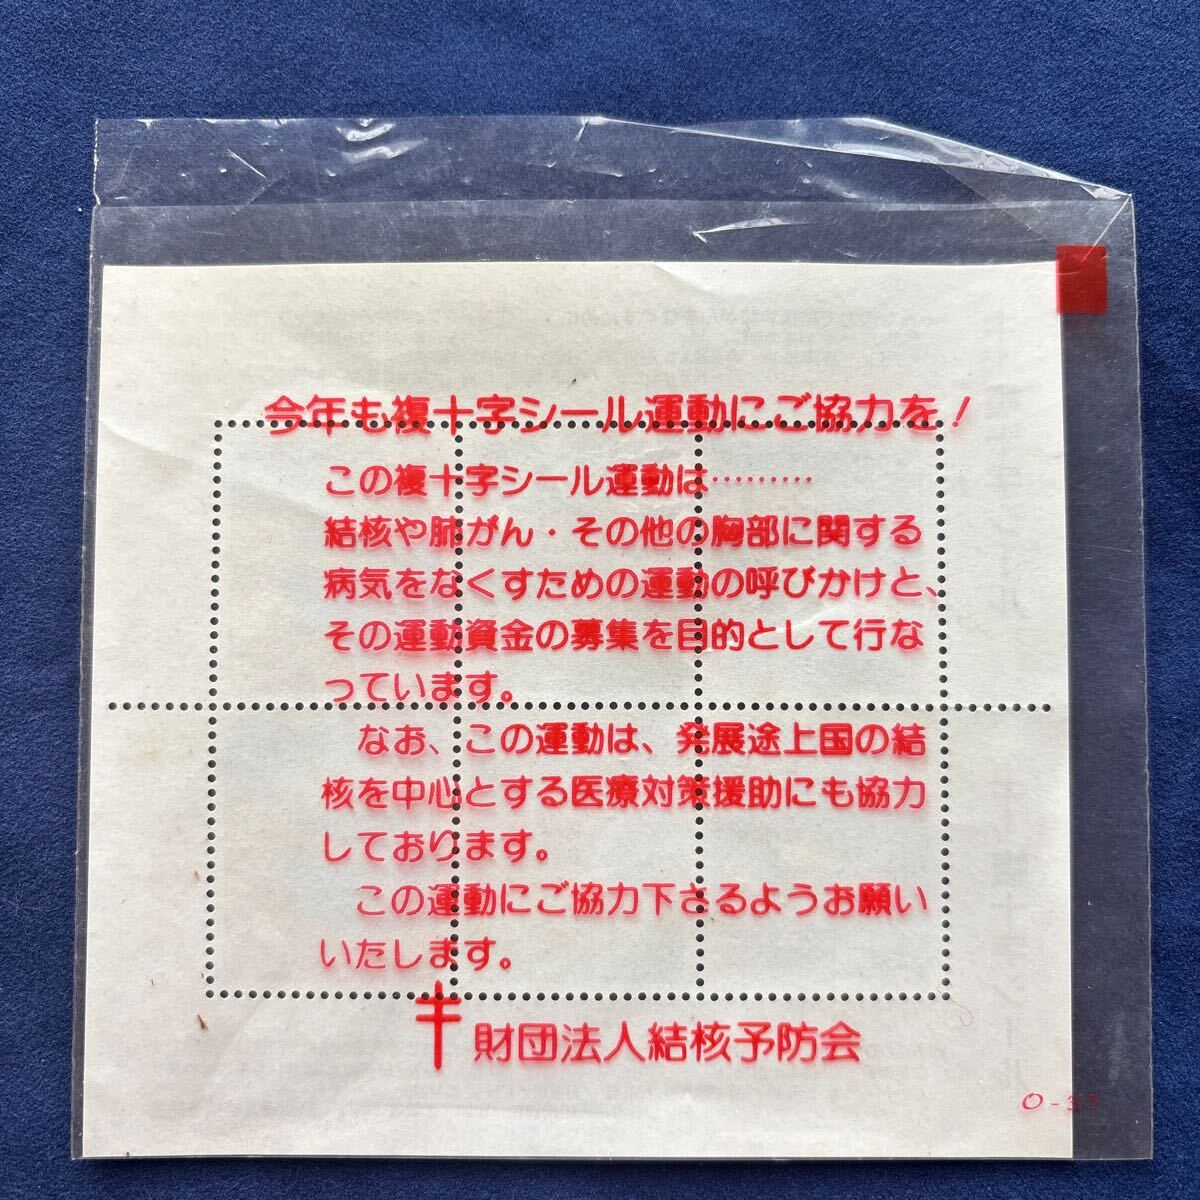 今年も複十字シール運動にご協力を!
この複十字シール運動は………
結核や肺がん・その他の胸部に関する
病気をなくすための運動の呼びかけと、
その運動資金の募集を目的として行な
っています。
なお、この運動は、発展途上国の結
核を中心とする医療対策援助にも協力
しております。
この運動にご協力下さるようお願い
いたします。
財団法人結核予防会
O-33